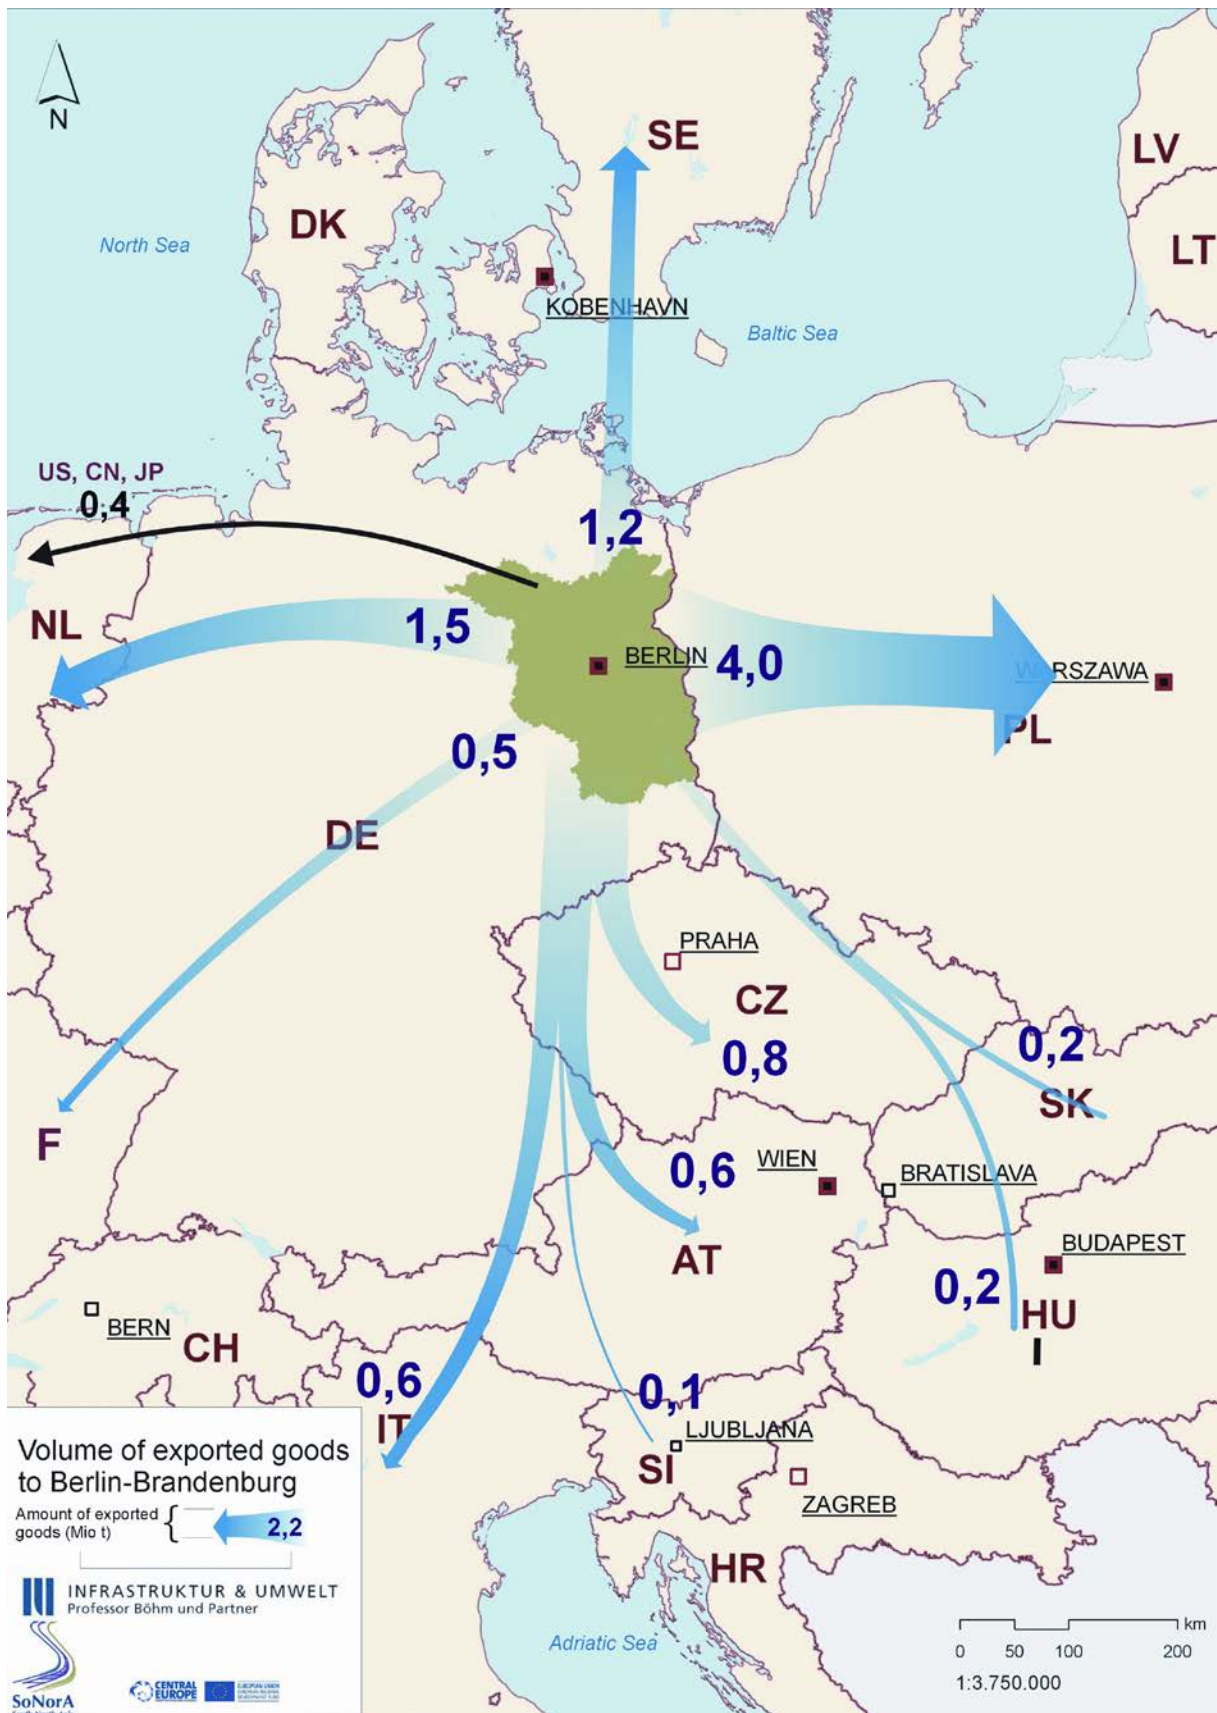 N
SE
LV
DK
LT
North Sea
KOBENHAVN
Baltic Sea
US, CN, JP
0,4
1,2
NL
1,5
BERLIN
4,0
WARSZAWA
PL
0,5
DE
PRAHA
CZ
0,8
0,2
SK
F
0,6
WIEN
BRATISLAVA
AT
BUDAPEST
0,2
HU
BERN
CH
0,6
IT
0,1
LJUBLJANA
SI
ZAGREB
HR
Adriatic Sea
Volume of exported goods
to Berlin-Brandenburg
Amount of exported
goods (Mio t)
2,2
INFRASTRUKTUR & UMWELT
Professor Böhm und Partner
SoNorA
CENTRAL
EUROPE
EUROPEAN UNION
km
0 50 100 200
1:3.750.000